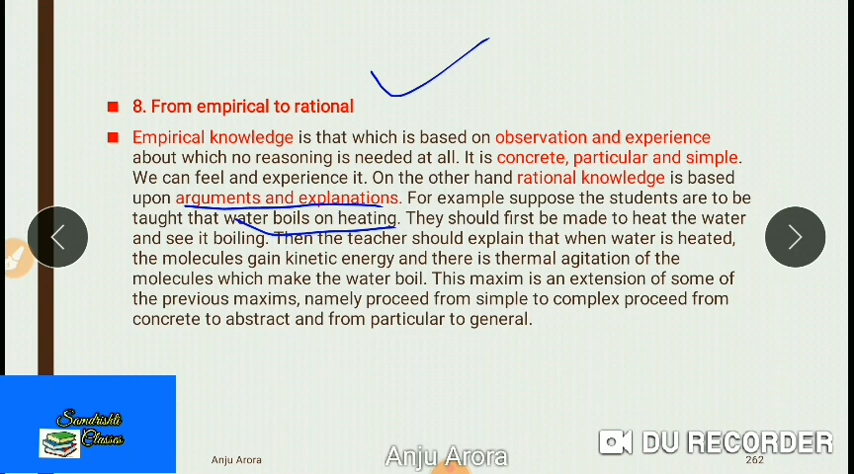 8. From empirical to rational
Empirical knowledge is that which is based on observation and experience
about which no reasoning is needed at all. It is concrete, particular and simple.
We can feel and experience it. On the other hand rational knowledge is based
upon arguments and explanations. For example suppose the students are to be
taught that water boils on heating. They should first be made to heat the water
and see it boiling. Then the teacher should explain that when water is heated,
the molecules gain kinetic energy and there is thermal agitation of the
molecules which make the water boil. This maxim is an extension of some of
the previous maxims, namely proceed from simple to complex proceed from
concrete to abstract and from particular to general.
Samdrishti
Classes
Anju Arora
Anju Arora
DU RECORDER
262